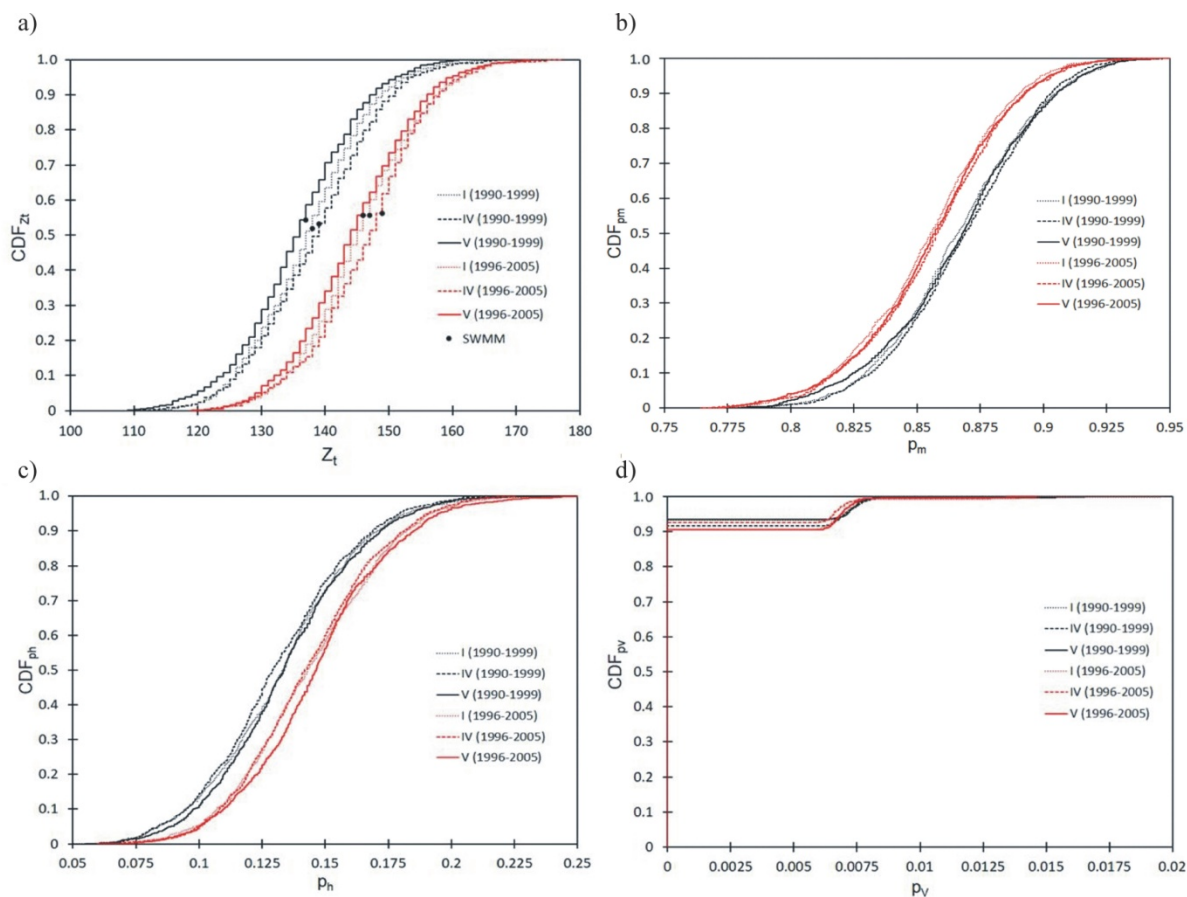 a)
1.0
0.9
0.8
0.7
0.6
0.5
0.4
0.3
0.2
0.1
0
CDF_Zt
100 110 120 130 140 150 160 170 180
Z_t
I (1990-1999)
IV (1990-1999)
V (1990-1999)
I (1996-2005)
IV (1996-2005)
V (1996-2005)
SWMM
b)
1.0
0.9
0.8
0.7
0.6
0.5
0.4
0.3
0.2
0.1
0
CDF_pm
0.75 0.775 0.8 0.825 0.85 0.875 0.9 0.925 0.95
p_m
I (1990-1999)
IV (1990-1999)
V (1990-1999)
I (1996-2005)
IV (1996-2005)
V (1996-2005)
c)
1.0
0.9
0.8
0.7
0.6
0.5
0.4
0.3
0.2
0.1
0
CDF_ph
0.05 0.075 0.1 0.125 0.15 0.175 0.2 0.225 0.25
p_h
I (1990-1999)
IV (1990-1999)
V (1990-1999)
I (1996-2005)
IV (1996-2005)
V (1996-2005)
d)
1.0
0.9
0.8
0.7
0.6
0.5
0.4
0.3
0.2
0.1
0
CDF_pv
0 0.0025 0.005 0.0075 0.01 0.0125 0.015 0.0175 0.02
p_V
I (1990-1999)
IV (1990-1999)
V (1990-1999)
I (1996-2005)
IV (1996-2005)
V (1996-2005)